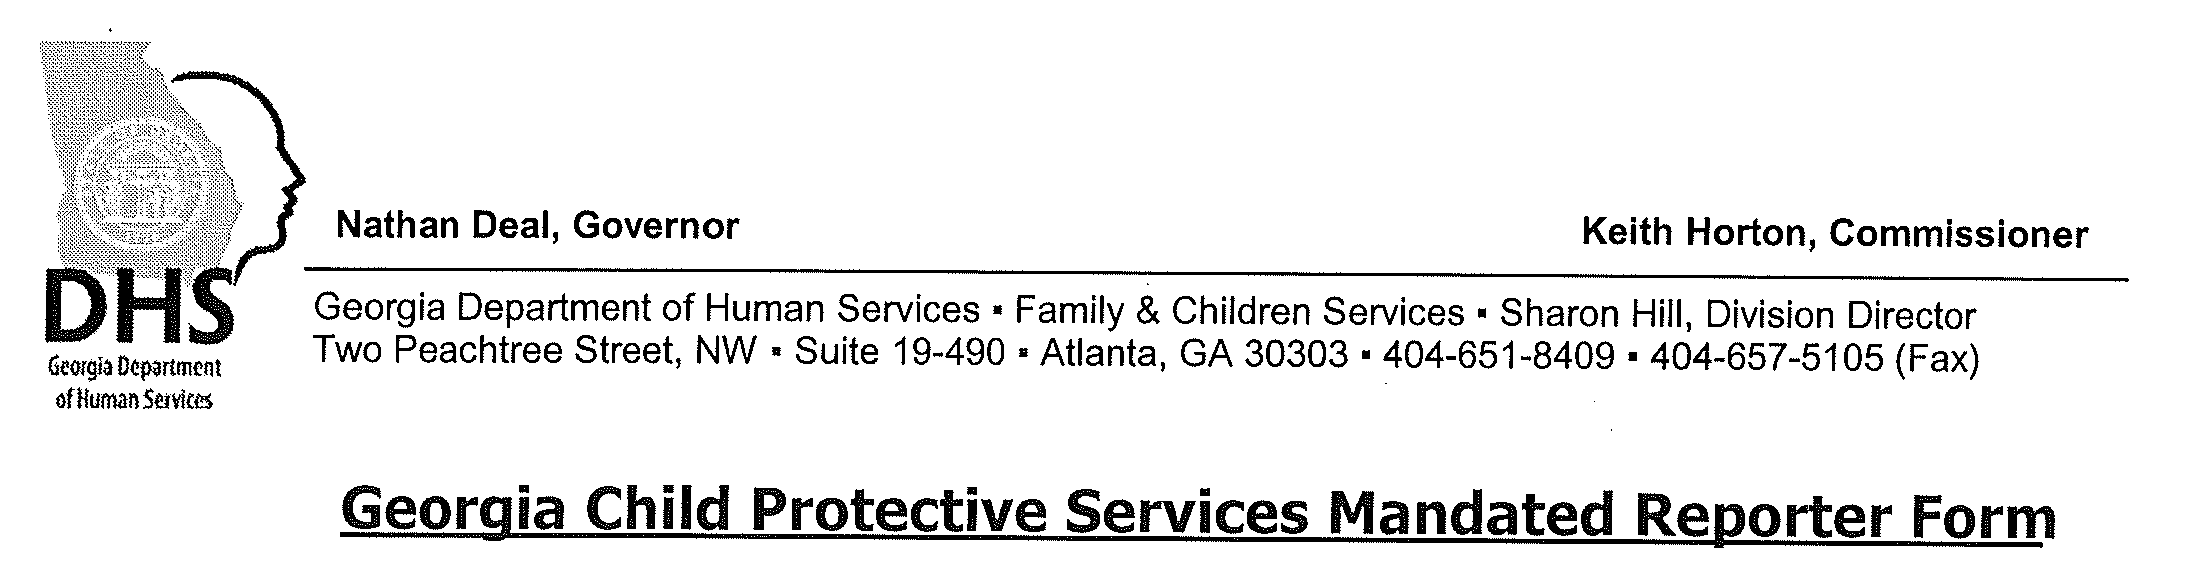 Nathan Deal, Governor
Keith Horton, Commissioner
DHS
Georgia Department
of Human Services
Georgia Department of Human Services ▪ Family & Children Services ▪ Sharon Hill, Division Director
Two Peachtree Street, NW ▪ Suite 19-490 ▪ Atlanta, GA 30303 ▪ 404-651-8409 ▪ 404-657-5105 (Fax)
Georgia Child Protective Services Mandated Reporter Form